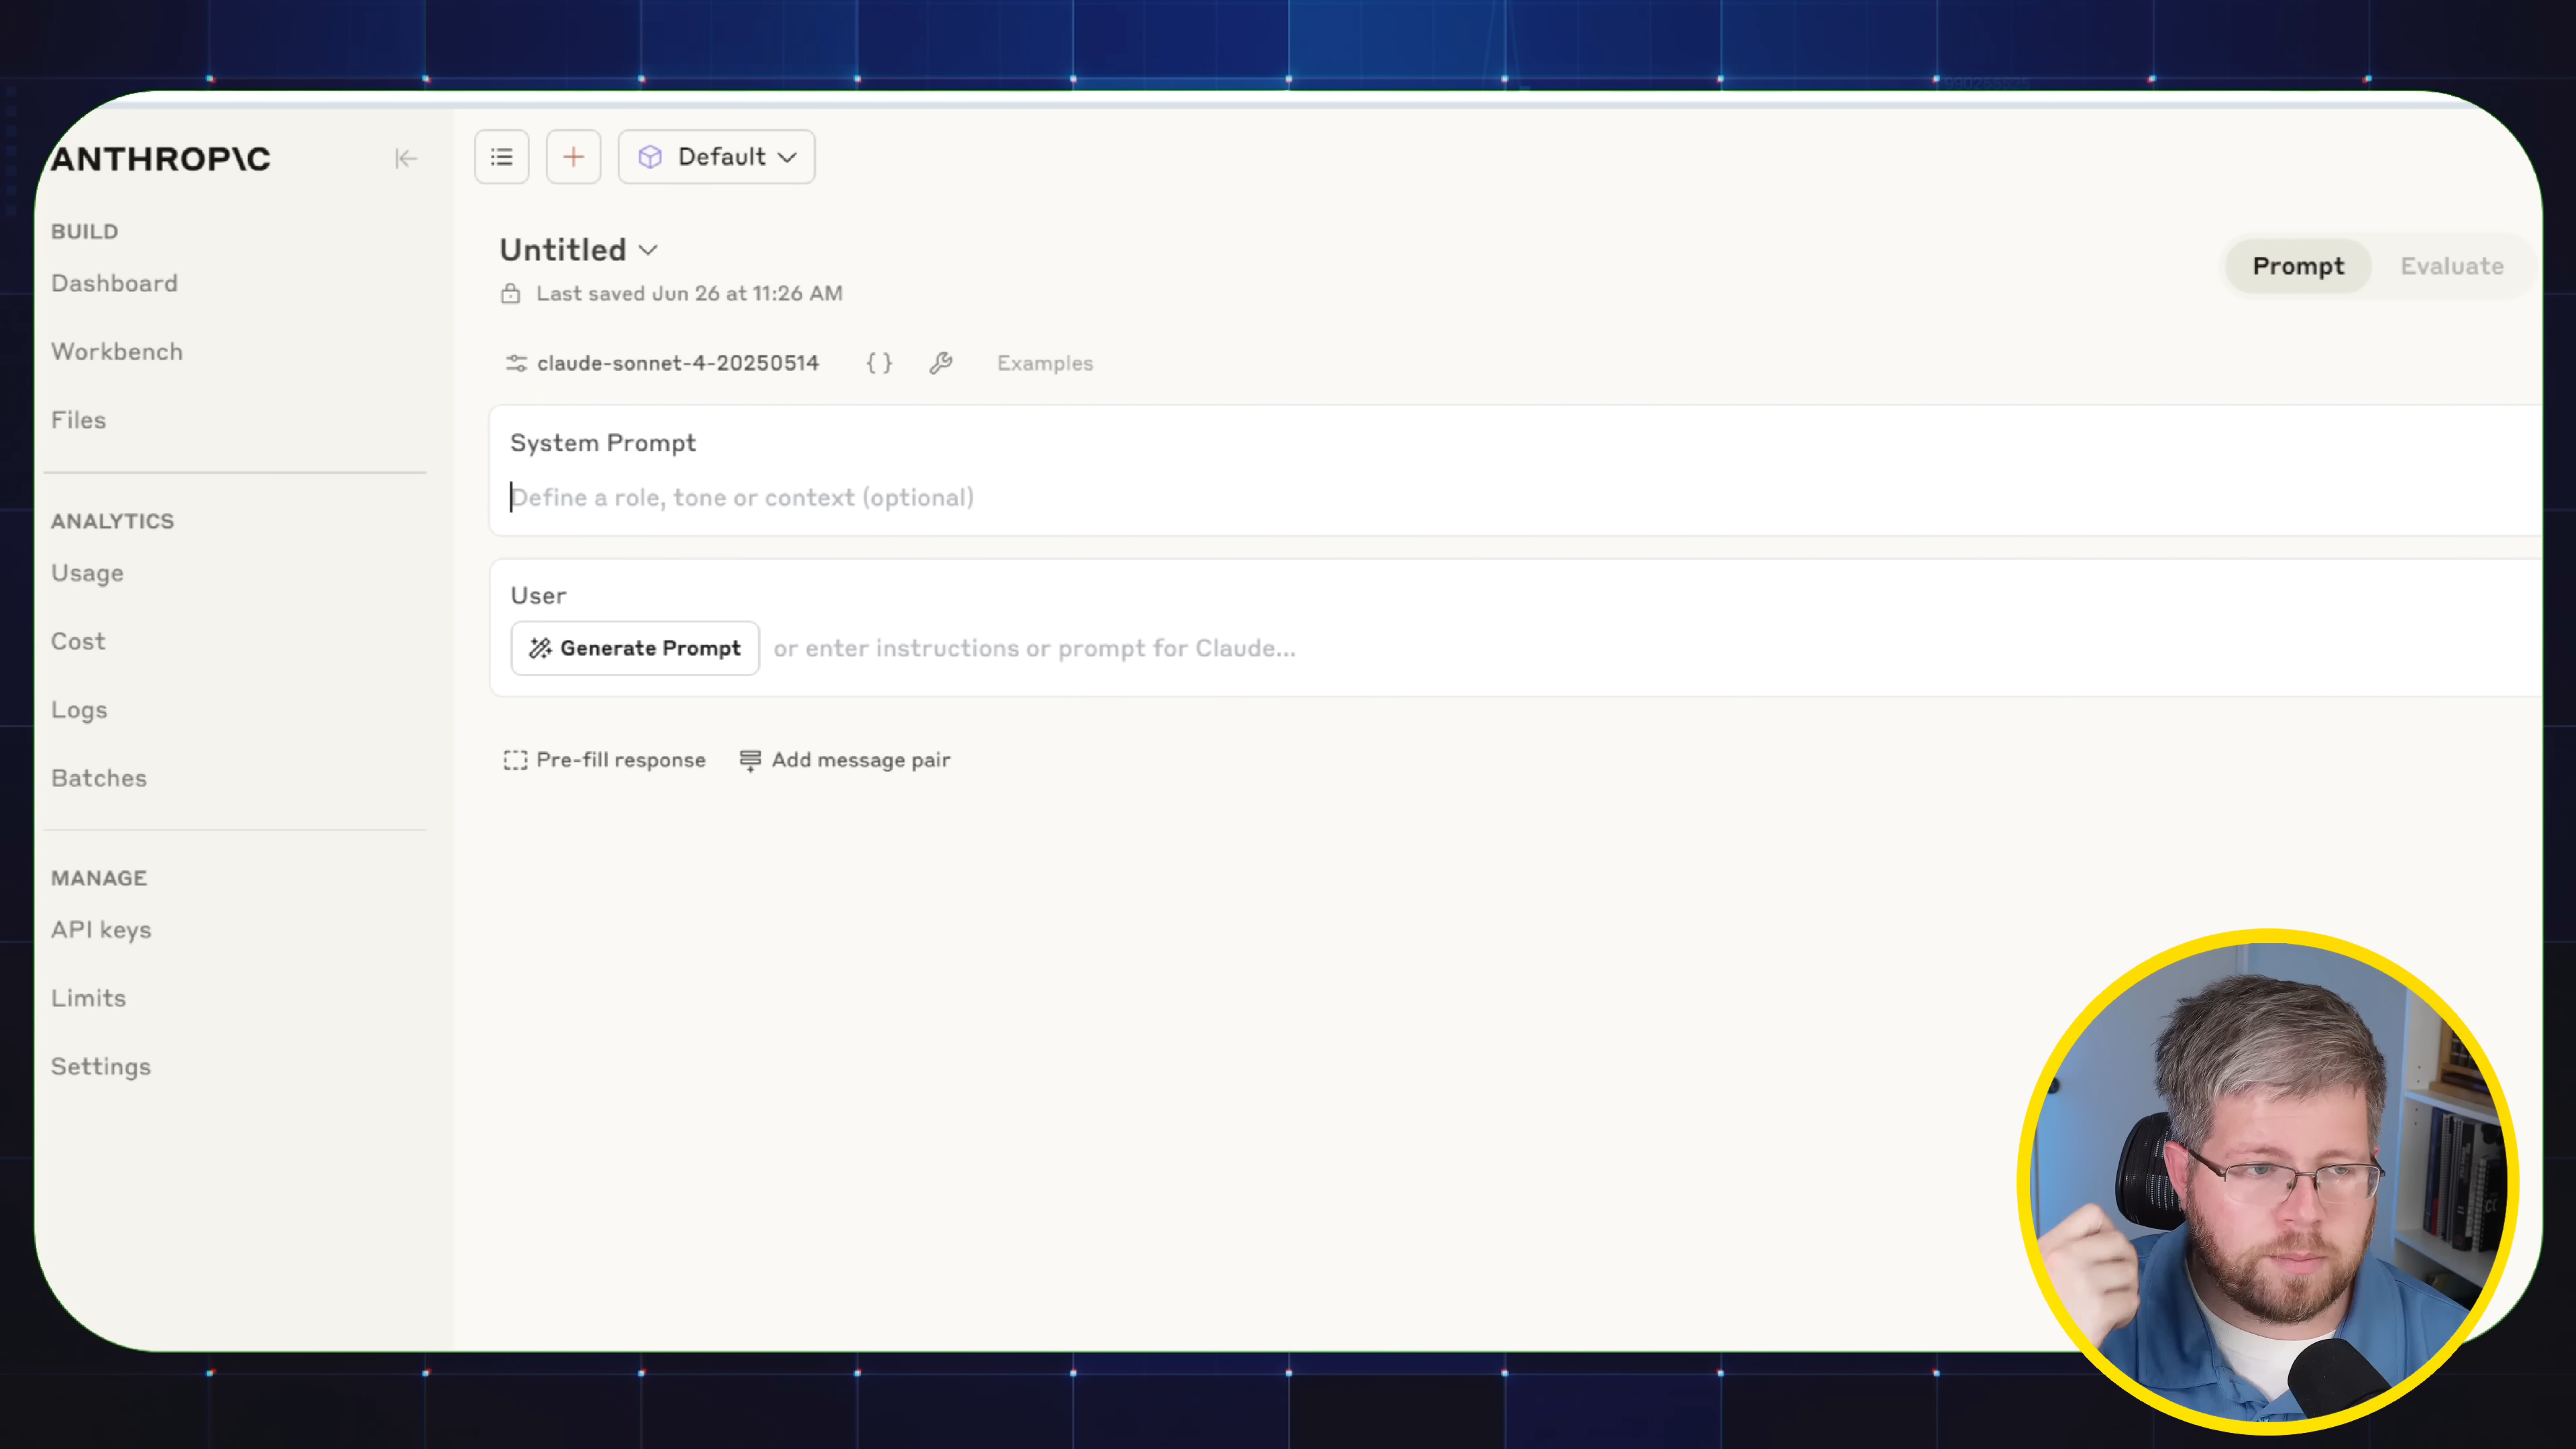 ANTHROP\C
BUILD
Dashboard
Workbench
Files
ANALYTICS
Usage
Cost
Logs
Batches
MANAGE
API keys
Limits
Settings
Default
Untitled
Last saved Jun 26 at 11:26 AM
Prompt Evaluate
claude-sonnet-4-20250514 { } Examples
System Prompt
Define a role, tone or context (optional)
User
Generate Prompt or enter instructions or prompt for Claude...
Pre-fill response Add message pair